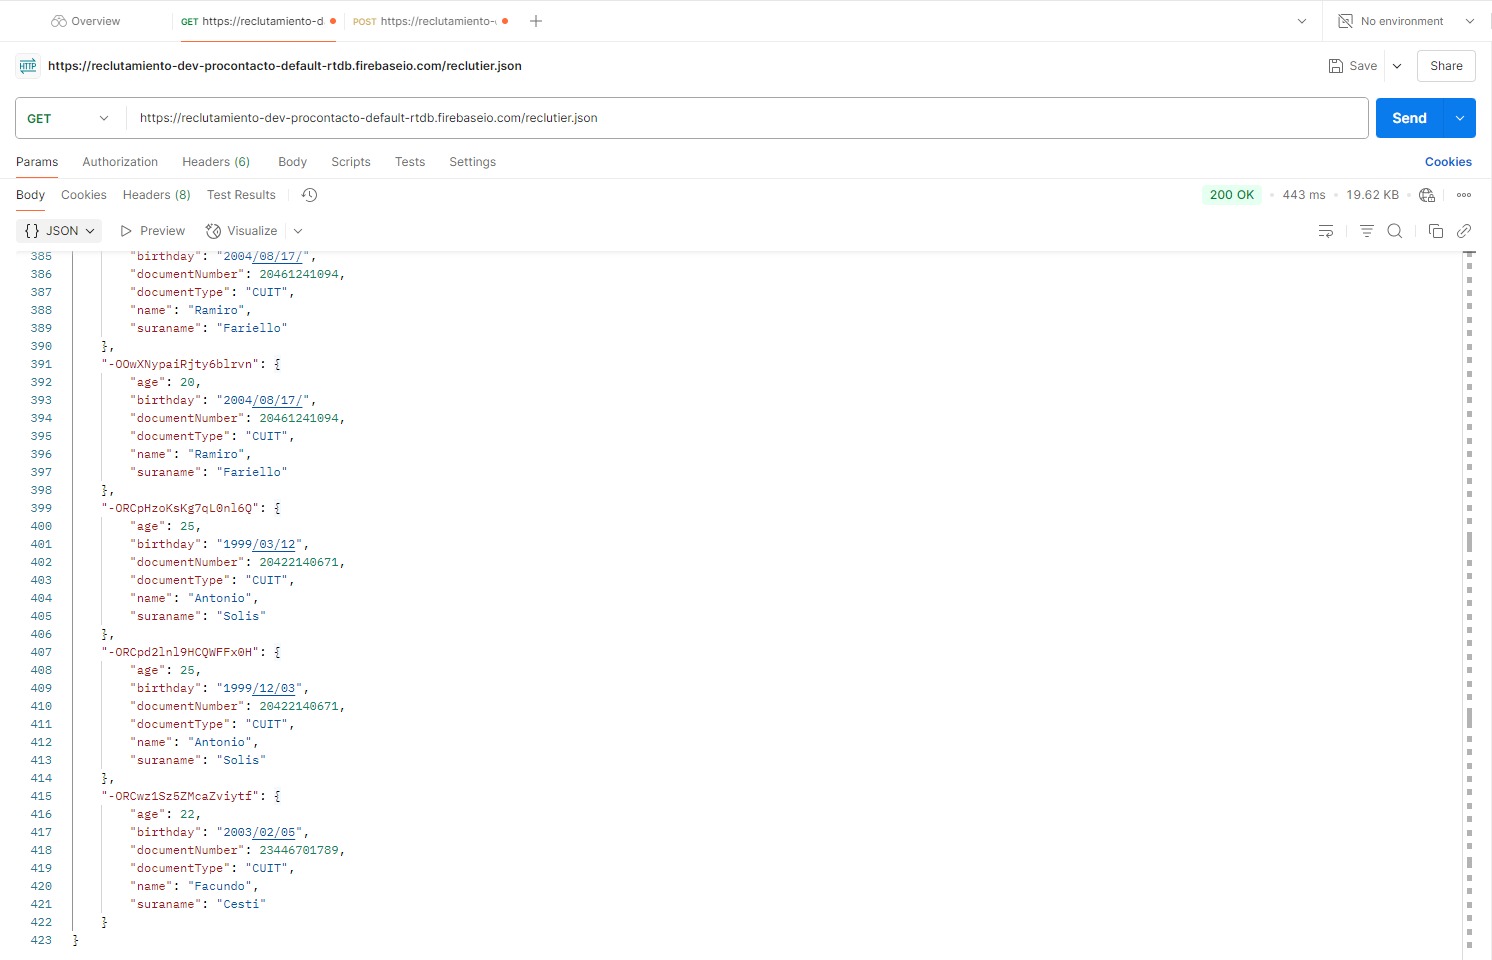 Overview
GET https://reclutamiento-d
POST https://reclutamiento-
No environment
HTTP https://reclutamiento-dev-procontacto-default-rtdb.firebaseio.com/reclutier.json
Save
Share
GET https://reclutamiento-dev-procontacto-default-rtdb.firebaseio.com/reclutier.json
Send
Params Authorization Headers (6) Body Scripts Tests Settings
Cookies
Body Cookies Headers (8) Test Results
200 OK • 443 ms • 19.62 KB •
{} JSON Preview Visualize
385 "birthday": "2004/08/17/",
386 "documentNumber": 20461241094,
387 "documentType": "CUIT",
388 "name": "Ramiro",
389 "suraname": "Fariello"
390 },
391 "-OOwXNypaiRjty6blrvn": {
392 "age": 20,
393 "birthday": "2004/08/17/",
394 "documentNumber": 20461241094,
395 "documentType": "CUIT",
396 "name": "Ramiro",
397 "suraname": "Fariello"
398 },
399 "-ORCpHzoKsKg7qL0nl6Q": {
400 "age": 25,
401 "birthday": "1999/03/12",
402 "documentNumber": 20422140671,
403 "documentType": "CUIT",
404 "name": "Antonio",
405 "suraname": "Solis"
406 },
407 "-ORCpd2lnl9HCQWFFx0H": {
408 "age": 25,
409 "birthday": "1999/12/03",
410 "documentNumber": 20422140671,
411 "documentType": "CUIT",
412 "name": "Antonio",
413 "suraname": "Solis"
414 },
415 "-ORCwz1Sz5ZMcaZviytf": {
416 "age": 22,
417 "birthday": "2003/02/05",
418 "documentNumber": 23446701789,
419 "documentType": "CUIT",
420 "name": "Facundo",
421 "suraname": "Cesti"
422 }
423 }